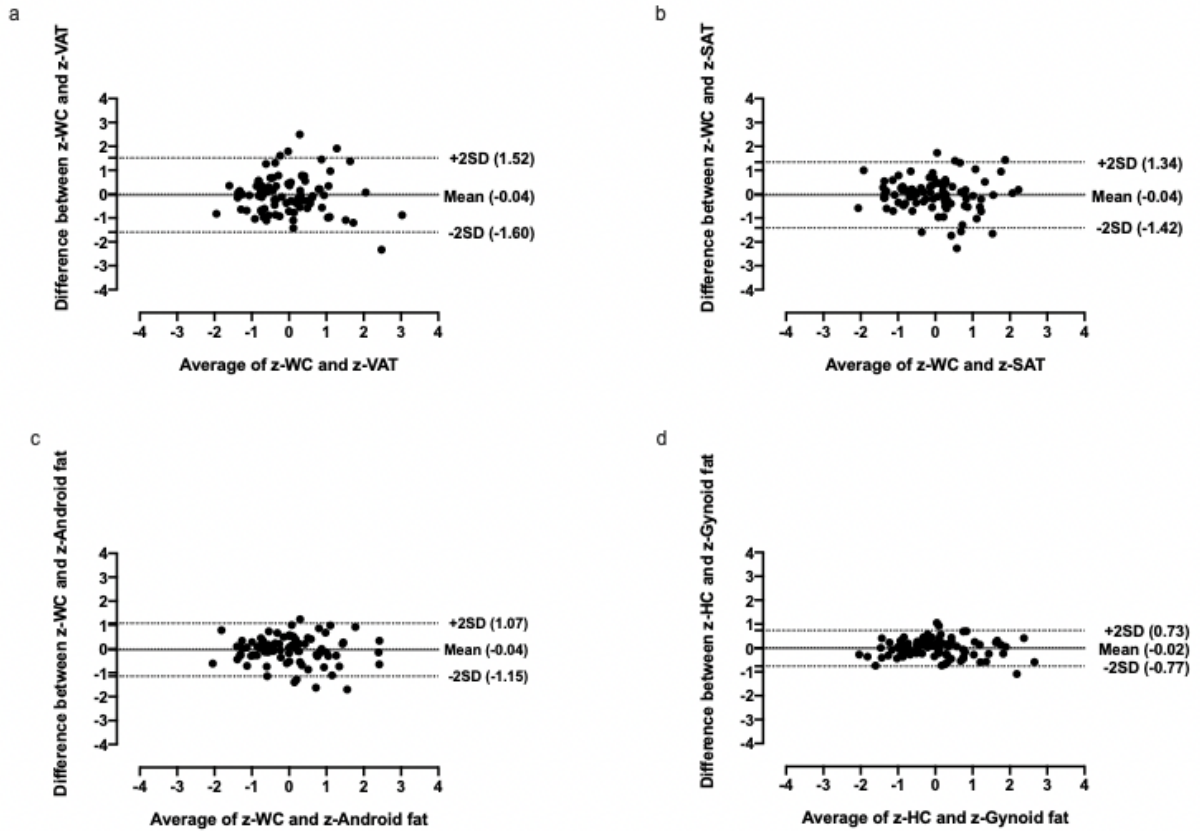 a
Difference between z-WC and z-VAT
4
3
2
1
0
-1
-2
-3
-4
+2SD (1.52)
Mean (-0.04)
-2SD (-1.60)
-4 -3 -2 -1 0 1 2 3 4
Average of z-WC and z-VAT
b
Difference between z-WC and z-SAT
4
3
2
1
0
-1
-2
-3
-4
+2SD (1.34)
Mean (-0.04)
-2SD (-1.42)
-4 -3 -2 -1 0 1 2 3 4
Average of z-WC and z-SAT
c
Difference between z-WC and z-Android fat
4
3
2
1
0
-1
-2
-3
-4
+2SD (1.07)
Mean (-0.04)
-2SD (-1.15)
-4 -3 -2 -1 0 1 2 3 4
Average of z-WC and z-Android fat
d
Difference between z-HC and z-Gynoid fat
4
3
2
1
0
-1
-2
-3
-4
+2SD (0.73)
Mean (-0.02)
-2SD (-0.77)
-4 -3 -2 -1 0 1 2 3 4
Average of z-HC and z-Gynoid fat